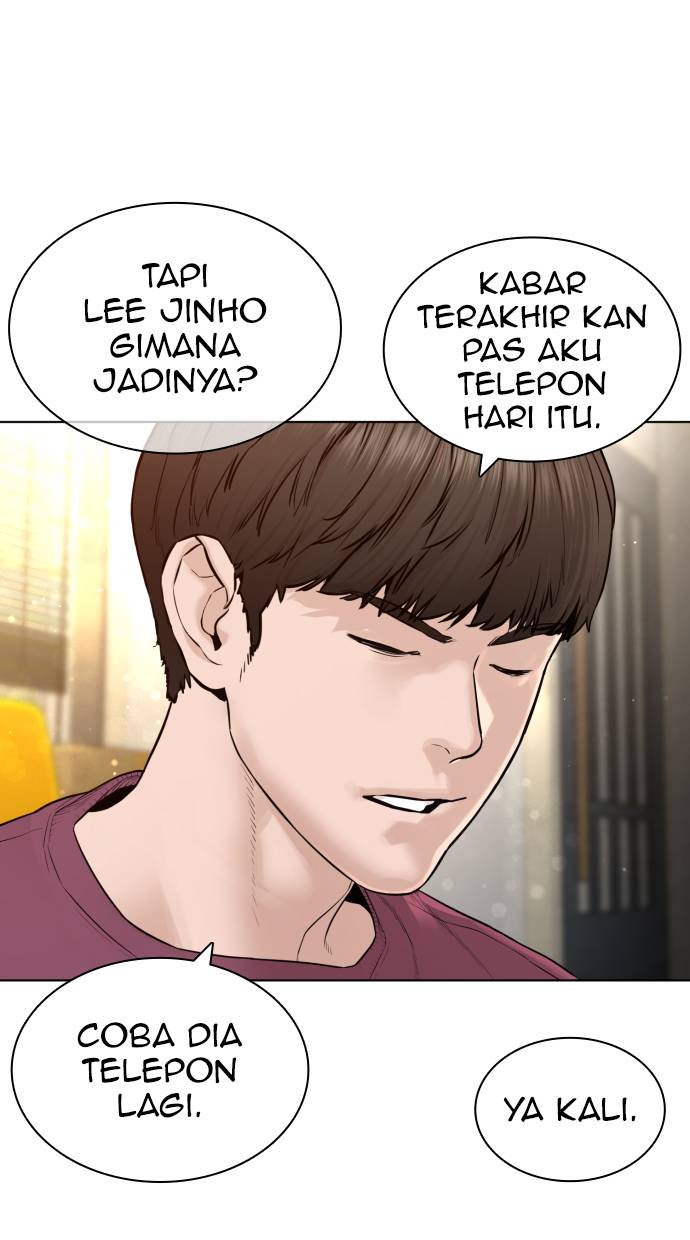 TAPI
LEE JINHO
GIMANA
JADINYA?
KABAR
TERAKHIR KAN
PAS AKU
TELEPON
HARI ITU.
COBA DIA
TELEPON
LAGI.
YA KALI.